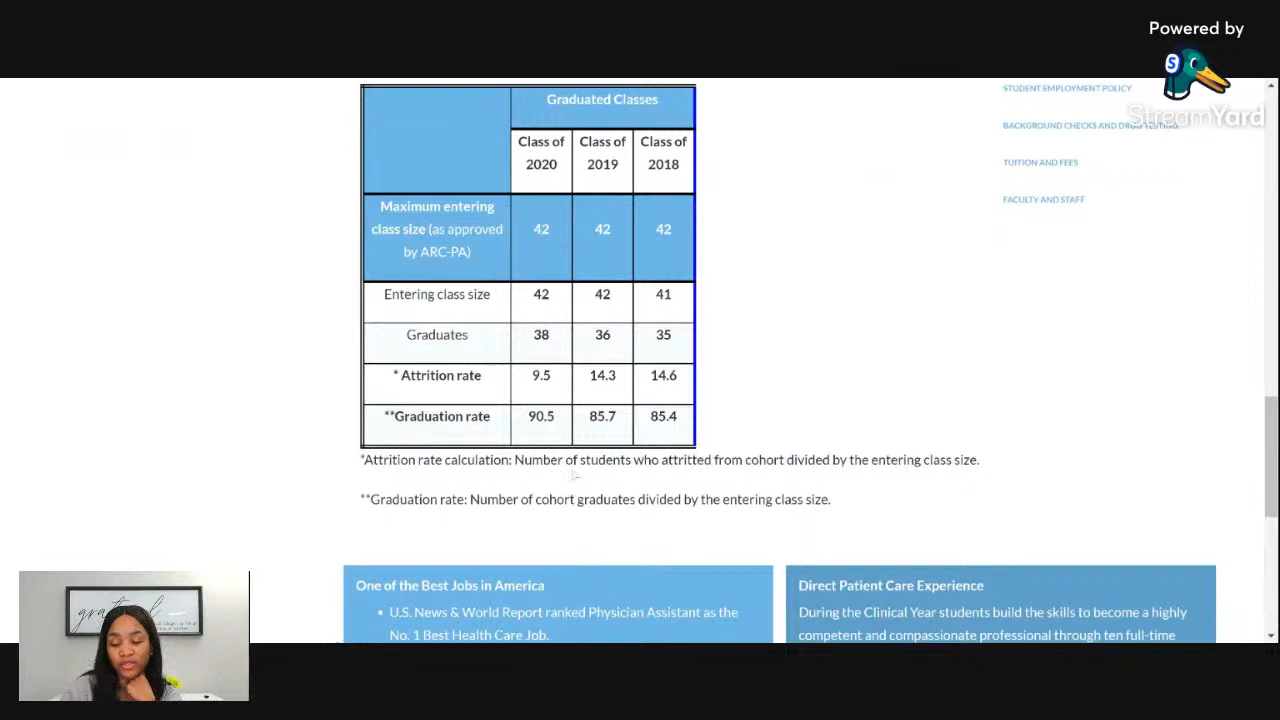 Powered by
StreamYard
Graduated Classes
Class of 2020 Class of 2019 Class of 2018
Maximum entering class size (as approved by ARC-PA) 42 42 42
Entering class size 42 42 41
Graduates 38 36 35
* Attrition rate 9.5 14.3 14.6
**Graduation rate 90.5 85.7 85.4
*Attrition rate calculation: Number of students who attritted from cohort divided by the entering class size.
**Graduation rate: Number of cohort graduates divided by the entering class size.
STUDENT EMPLOYMENT POLICY
BACKGROUND CHECKS AND DRUG TESTING
TUITION AND FEES
FACULTY AND STAFF
One of the Best Jobs in America
• U.S. News & World Report ranked Physician Assistant as the
No. 1 Best Health Care Job.
Direct Patient Care Experience
During the Clinical Year students build the skills to become a highly
competent and compassionate professional through ten full-time
grateful